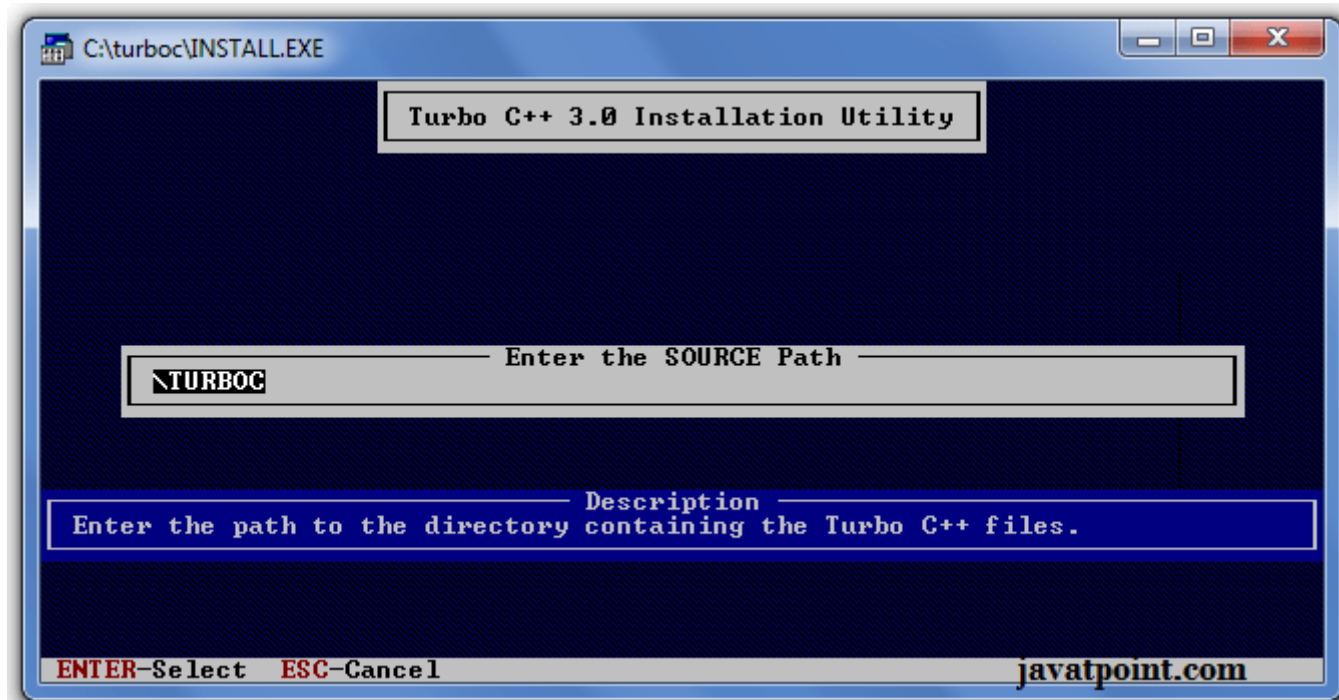 C:\turboc\INSTALL.EXE
Turbo C++ 3.0 Installation Utility
Enter the SOURCE Path
\TURBOC
Description
Enter the path to the directory containing the Turbo C++ files.
ENTER-Select ESC-Cancel
javatpoint.com